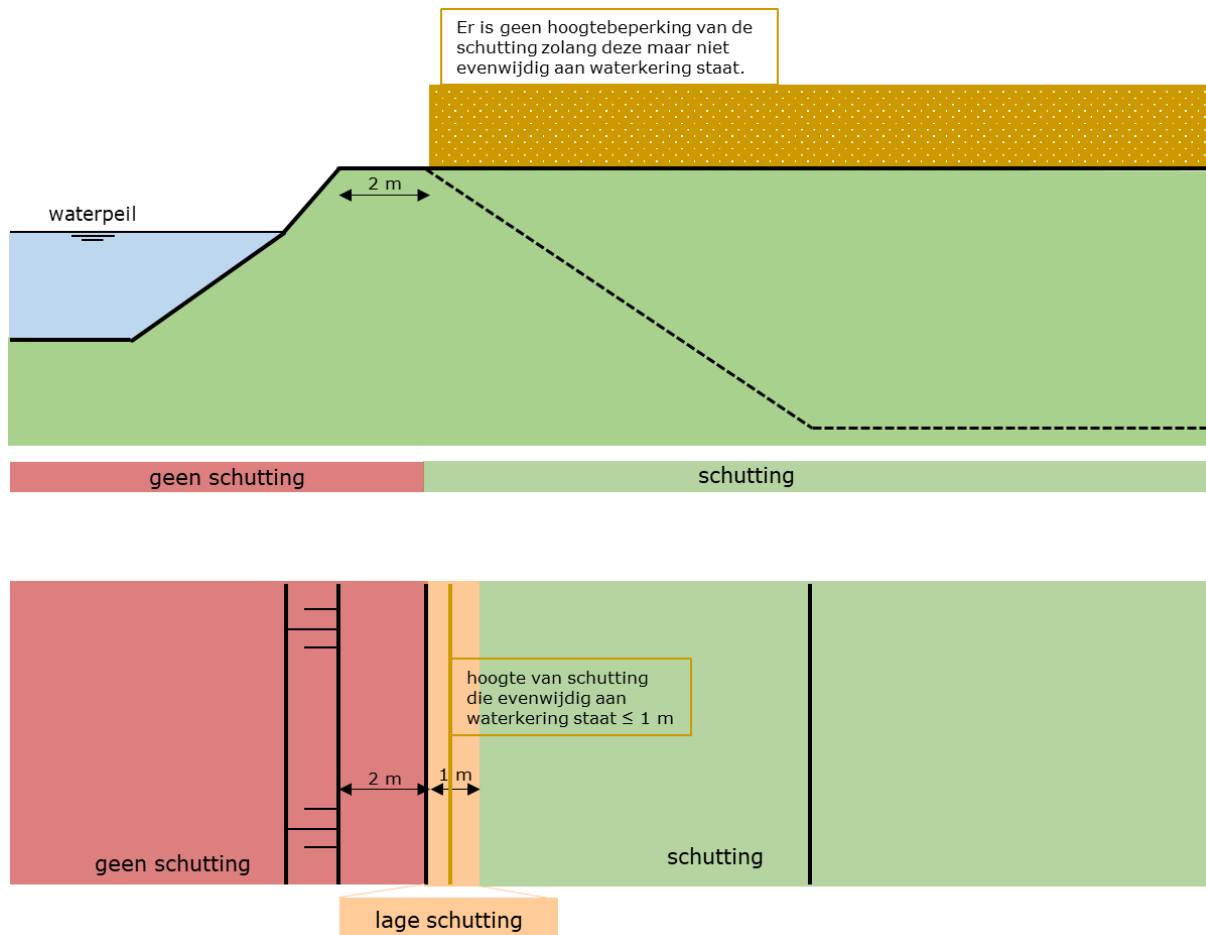 Er is geen hoogtebeperking van de
schutting zolang deze maar niet
evenwijdig aan waterkering staat.
2 m
waterpeil
geen schutting
schutting
hoogte van schutting
die evenwijdig aan
waterkering staat ≤ 1 m
2 m
1 m
geen schutting
schutting
lage schutting